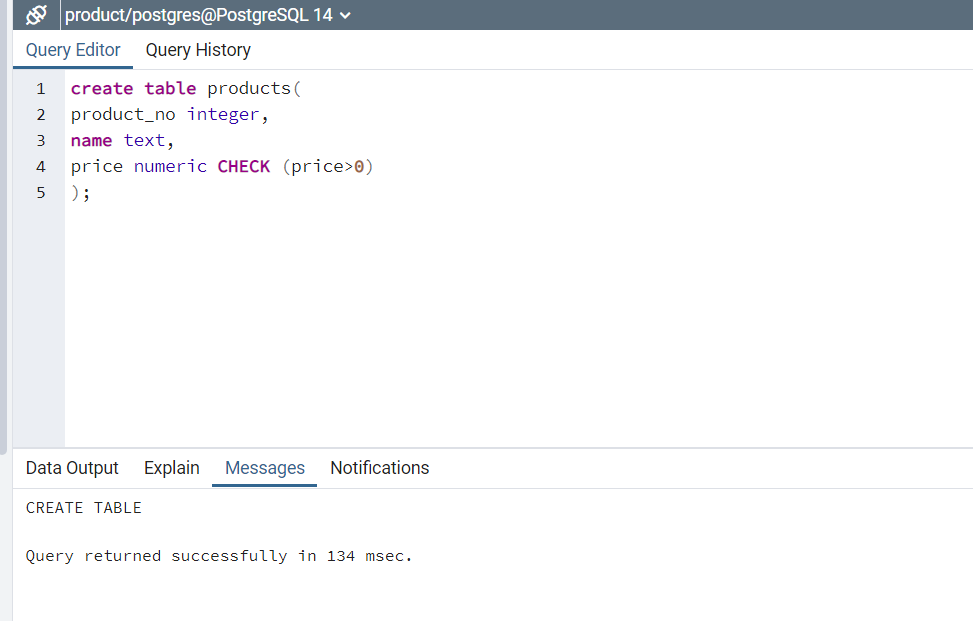 product/postgres@PostgreSQL 14
Query Editor Query History
1 create table products(
2 product_no integer,
3 name text,
4 price numeric CHECK (price>0)
5 );
Data Output Explain Messages Notifications
CREATE TABLE
Query returned successfully in 134 msec.